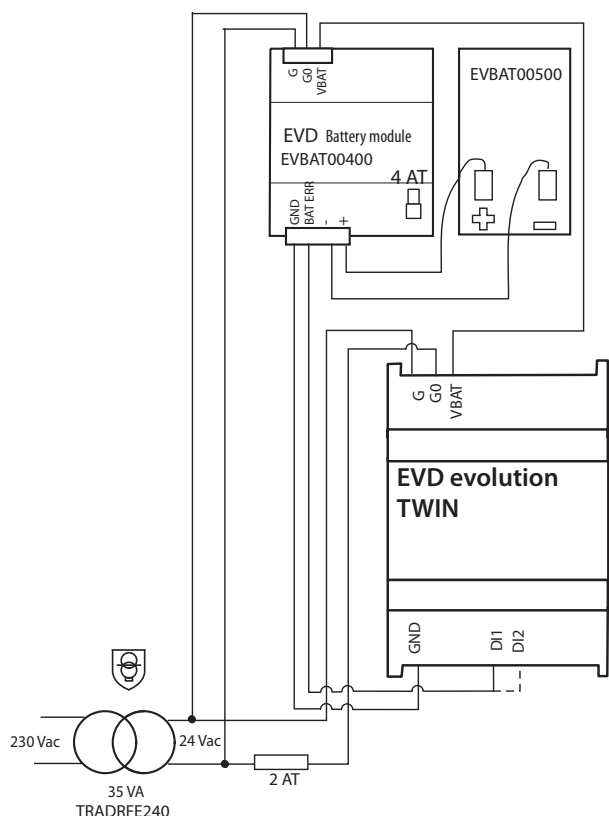 G
G0
VBAT
EVBAT00500
EVD Battery module
EVBAT00400
4 AT
GND
BAT ERR
-
+
G
G0
VBAT
EVD evolution
TWIN
GND
DI1
DI2
230 Vac
24 Vac
2 AT
35 VA
TRADRFE240